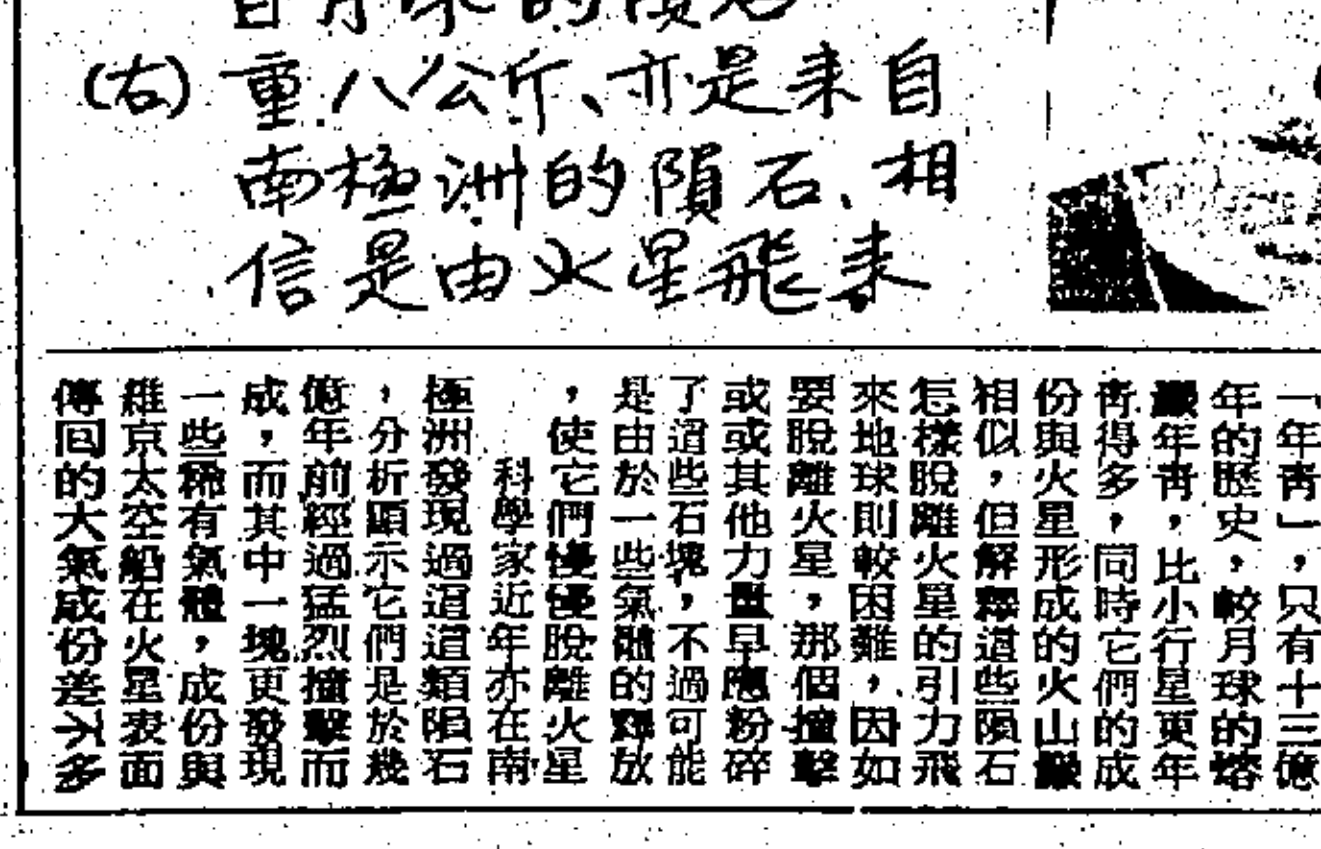 (右)重八公斤、亦是来自
南極洲的隕石、相
信是由火星飛来
一年青」，只有十三億
年的歷史，較月球的熔
巖年青，比小行星更年
青得多，同時它們的成
份與火星形成的火山巖
相似，但解釋這些隕石
怎樣脫離火星的引力飛
來地球則較困難，因如
要脫離火星，那個撞擊
或或其他力量早應粉碎
了這些石塊，不過可能
是由於一些氣體的釋放
，使它們慢慢脫離火星
科學家近年亦在南
極洲發現過這類隕石
，分析顯示它們是於幾
億年前經過猛烈撞擊而
成，而其中一塊更發現
一些稀有氣體，成份與
維京太空船在火星表面
傳回的大氣成份差不多